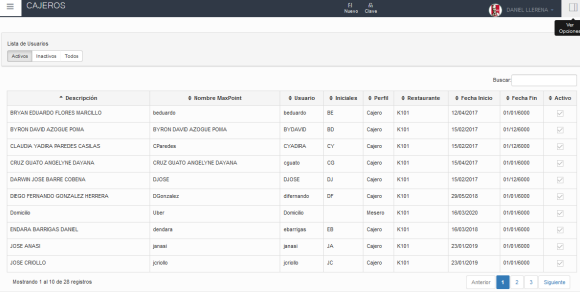 CAJEROS
Nuevo Clave DANIEL LLERENA
Ver Opciones
Lista de Usuarios
Activos Inactivos Todos
Buscar:
Descripción Nombre MaxPoint Usuario Iniciales Perfil Restaurante Fecha Inicio Fecha Fin Activo
BRYAN EDUARDO FLORES MARCILLO beduardo beduardo BE Cajero K101 12/04/2017 01/01/6000
BYRON DAVID AZOGUE POMA BYRON DAVID AZOGUE POMA BYDAVID BD Cajero K101 15/02/2017 01/12/6000
CLAUDIA YADIRA PAREDES CASILAS CParedes CYADIRA CY Cajero K101 15/02/2017 01/12/6000
CRUZ GUATO ANGELYNE DAYANA CRUZ GUATO ANGELYNE DAYANA cguato CG Cajero K101 15/04/2017 01/01/6000
DARWIN JOSE BARRE COBENA DJOSE DJOSE DJ Cajero K101 15/02/2017 01/12/6000
DIEGO FERNANDO GONZALEZ HERRERA DGonzalez difernando DF Cajero K101 29/05/2018 01/01/6000
Domicilio Uber Domicilio Mesero K101 16/03/2020 01/01/6000
ENDARA BARRIGAS DANIEL dendara ebarrigas EB Cajero K101 16/03/2018 01/01/6000
JOSE ANASI janasi janasi JA Cajero K101 23/01/2019 01/01/6000
JOSE CRIOLLO jcriollo jcriollo JC Cajero K101 23/01/2019 01/01/6000
Mostrando 1 al 10 de 28 registros Anterior 1 2 3 Siguiente